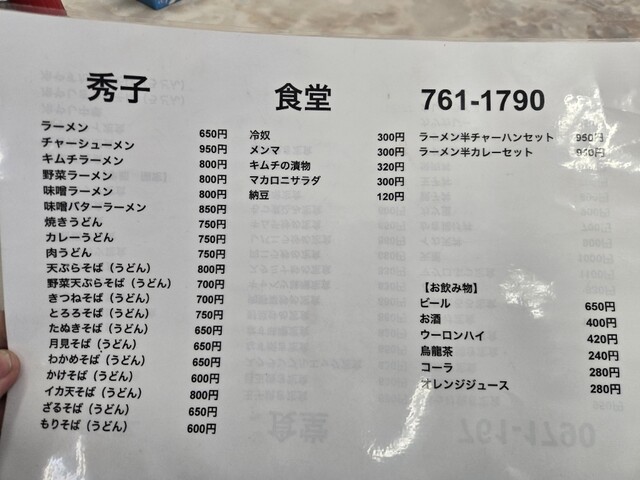 秀子 食堂 761-1790
ラーメン 650円
チャーシューメン 950円
キムチラーメン 800円
野菜ラーメン 800円
味噌ラーメン 800円
味噌バターラーメン 850円
焼きうどん 750円
カレーうどん 750円
肉うどん 750円
天ぷらそば（うどん） 800円
野菜天ぷらそば（うどん） 700円
きつねそば（うどん） 700円
とろろそば（うどん） 750円
たぬきそば（うどん） 650円
月見そば（うどん） 650円
わかめそば（うどん） 650円
かけそば（うどん） 600円
イカ天そば（うどん） 800円
ざるそば（うどん） 650円
もりそば（うどん） 600円
冷奴 300円
メンマ 300円
キムチの漬物 320円
マカロニサラダ 300円
納豆 120円
ラーメン半チャーハンセット 950円
ラーメン半カレーセット
【お飲み物】
ビール 650円
お酒 400円
ウーロンハイ 420円
烏龍茶 240円
コーラ 280円
オレンジジュース 280円